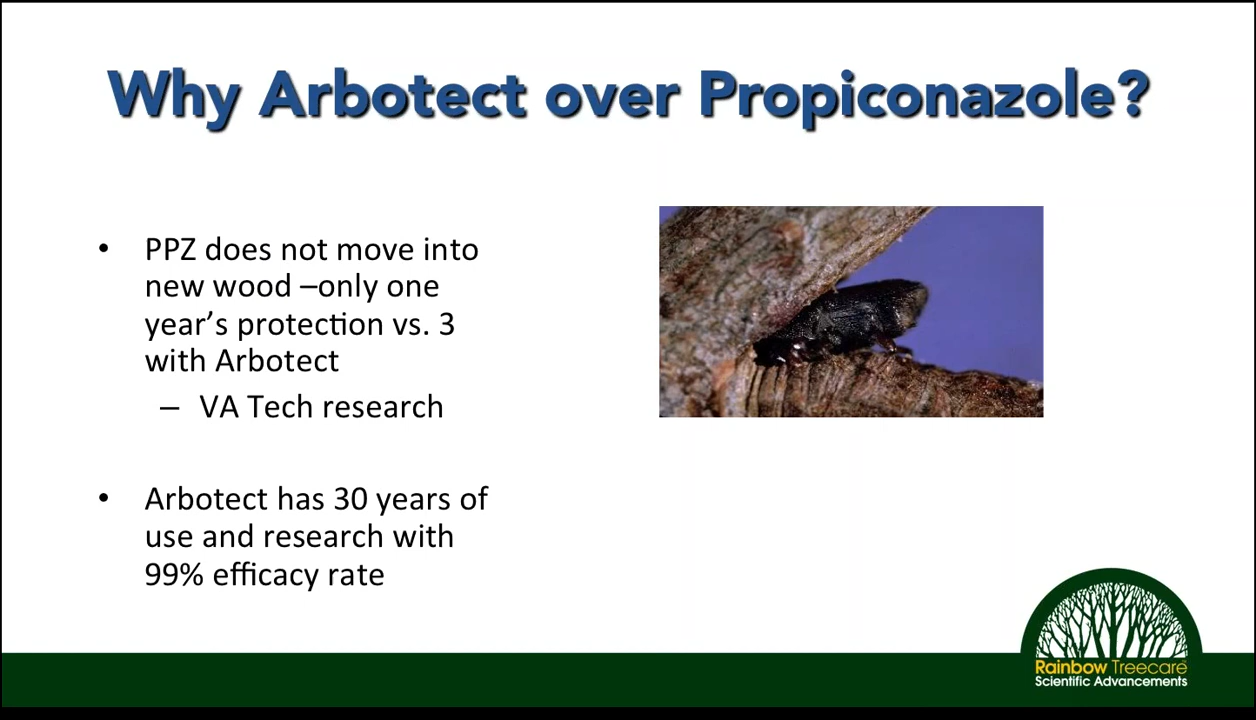 Why Arbotect over Propiconazole?
• PPZ does not move into
new wood –only one
year’s protection vs. 3
with Arbotect
– VA Tech research
• Arbotect has 30 years of
use and research with
99% efficacy rate
Rainbow Treecare
Scientific Advancements